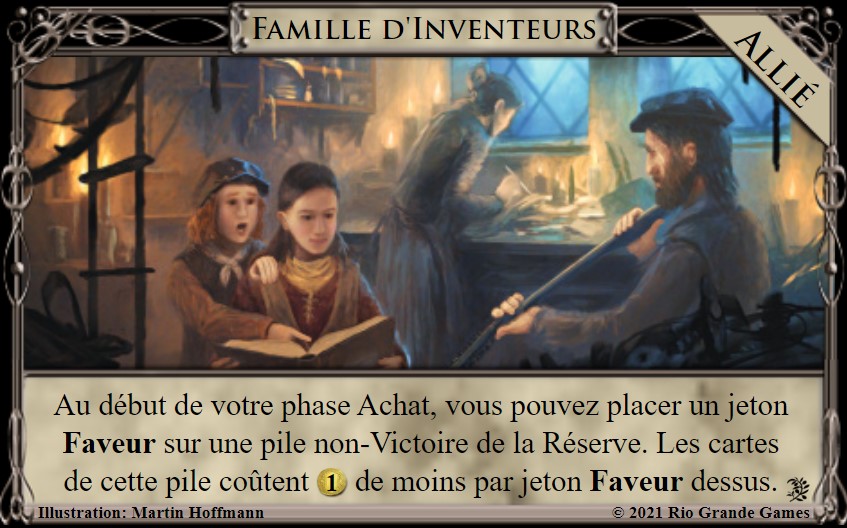 Famille d'Inventeurs
Allié
Au début de votre phase Achat, vous pouvez placer un jeton
Faveur sur une pile non-Victoire de la Réserve. Les cartes
de cette pile coûtent 1 de moins par jeton Faveur dessus.
Illustration: Martin Hoffmann
© 2021 Rio Grande Games